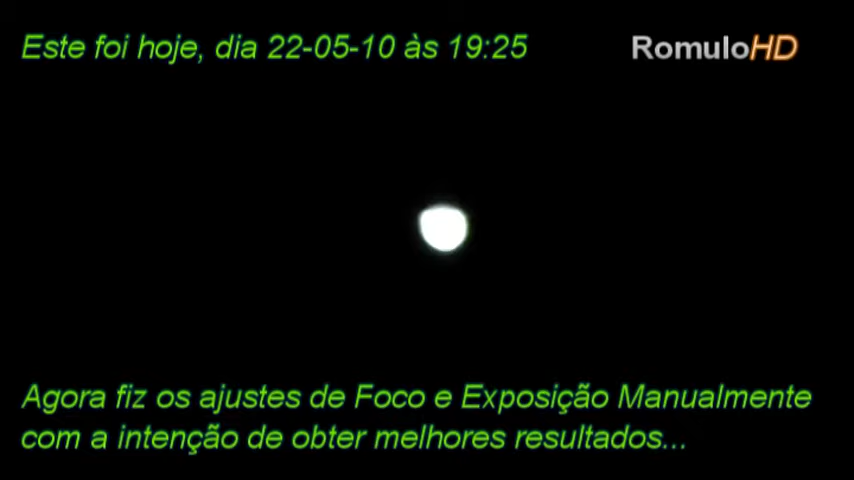 Este foi hoje, dia 22-05-10 às 19:25
RomuloHD
Agora fiz os ajustes de Foco e Exposição Manualmente
com a intenção de obter melhores resultados...